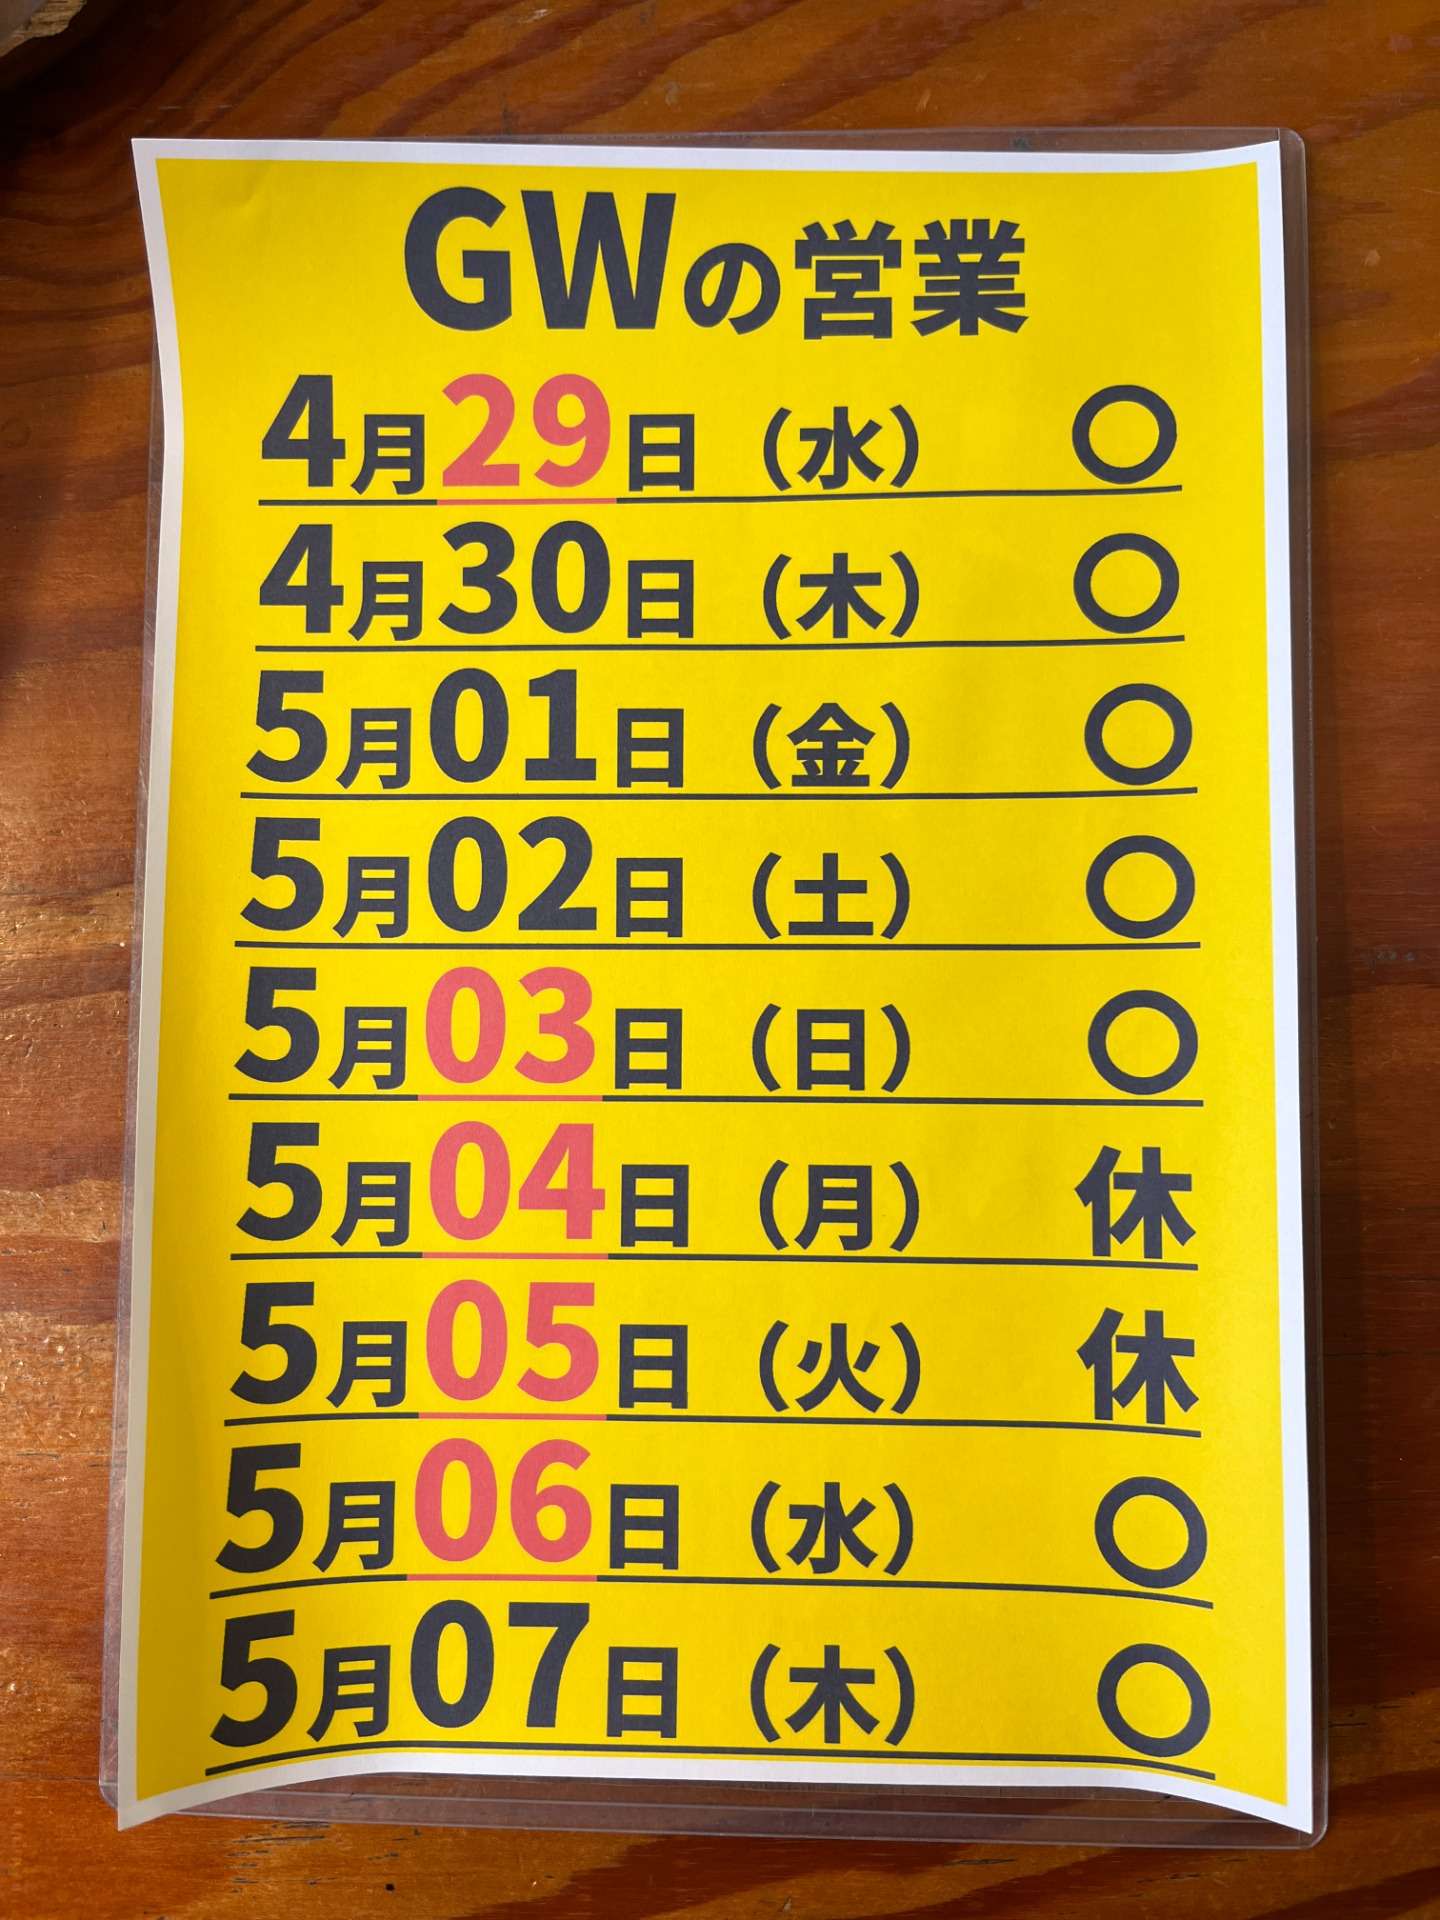 GWの営業
4月29日（水） 〇
4月30日（木） 〇
5月01日（金） 〇
5月02日（土） 〇
5月03日（日） 〇
5月04日（月） 休
5月05日（火） 休
5月06日（水） 〇
5月07日（木） 〇